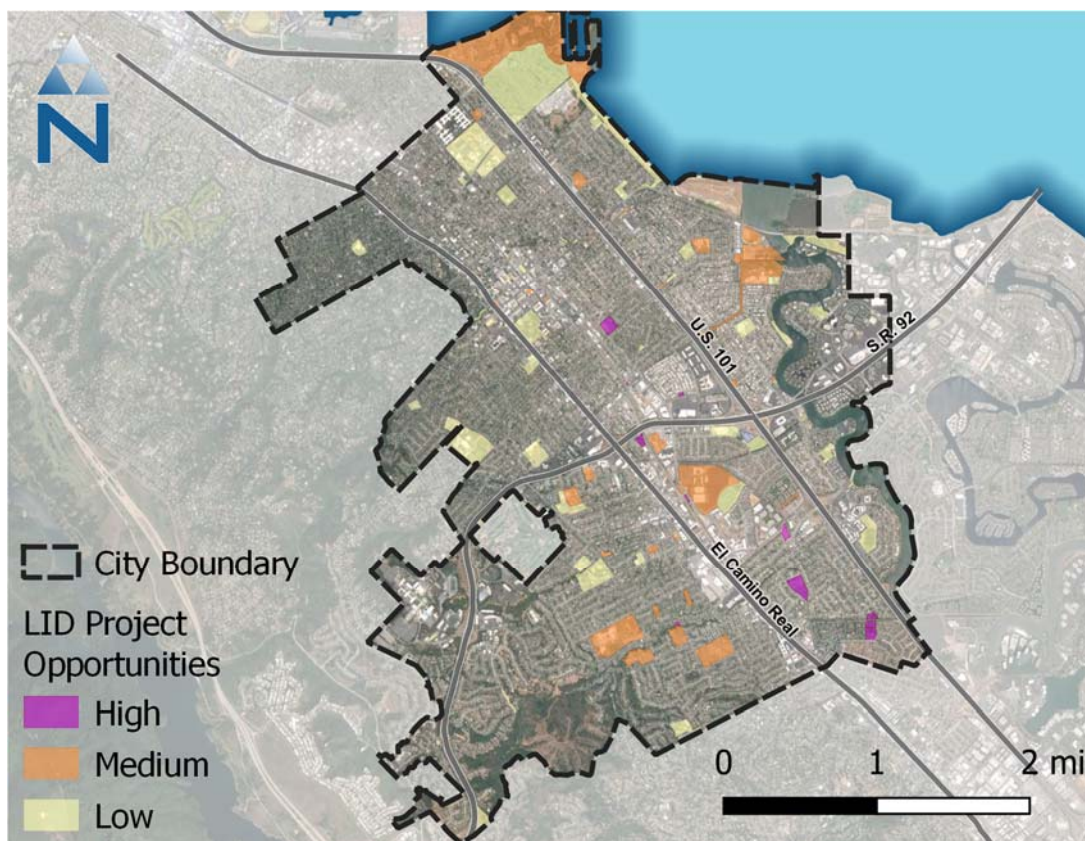 N
U.S. 101
S.R. 92
El Camino Real
City Boundary
LID Project
Opportunities
High
Medium
Low
0 1 2 mi